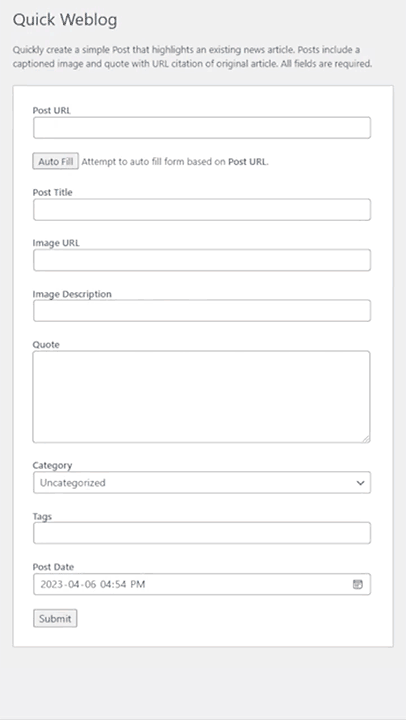 Quick Weblog
Quickly create a simple Post that highlights an existing news article. Posts include a
captioned image and quote with URL citation of original article. All fields are required.
Post URL
Auto Fill Attempt to auto fill form based on Post URL.
Post Title
Image URL
Image Description
Quote
Category
Uncategorized
Tags
Post Date
2023-04-06 04:54 PM
Submit